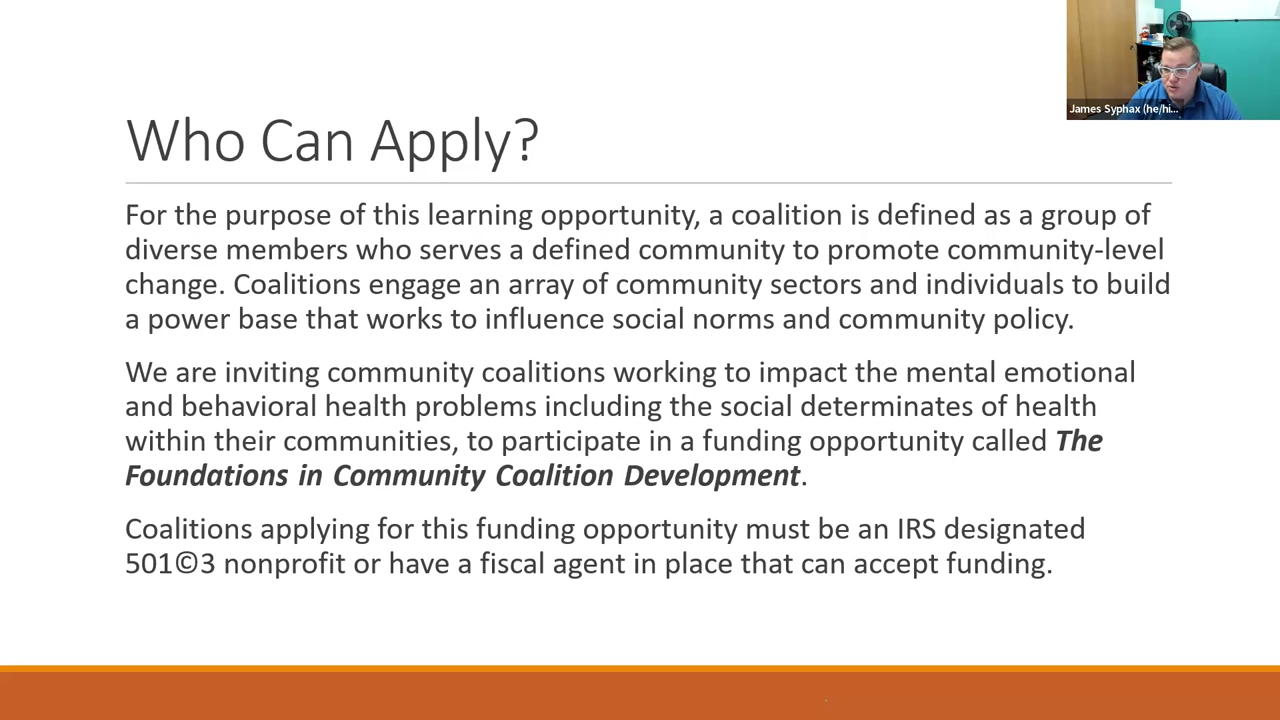 James Syphax (he/hi...
Who Can Apply?
For the purpose of this learning opportunity, a coalition is defined as a group of
diverse members who serves a defined community to promote community-level
change. Coalitions engage an array of community sectors and individuals to build
a power base that works to influence social norms and community policy.
We are inviting community coalitions working to impact the mental emotional
and behavioral health problems including the social determinates of health
within their communities, to participate in a funding opportunity called The
Foundations in Community Coalition Development.
Coalitions applying for this funding opportunity must be an IRS designated
501©3 nonprofit or have a fiscal agent in place that can accept funding.